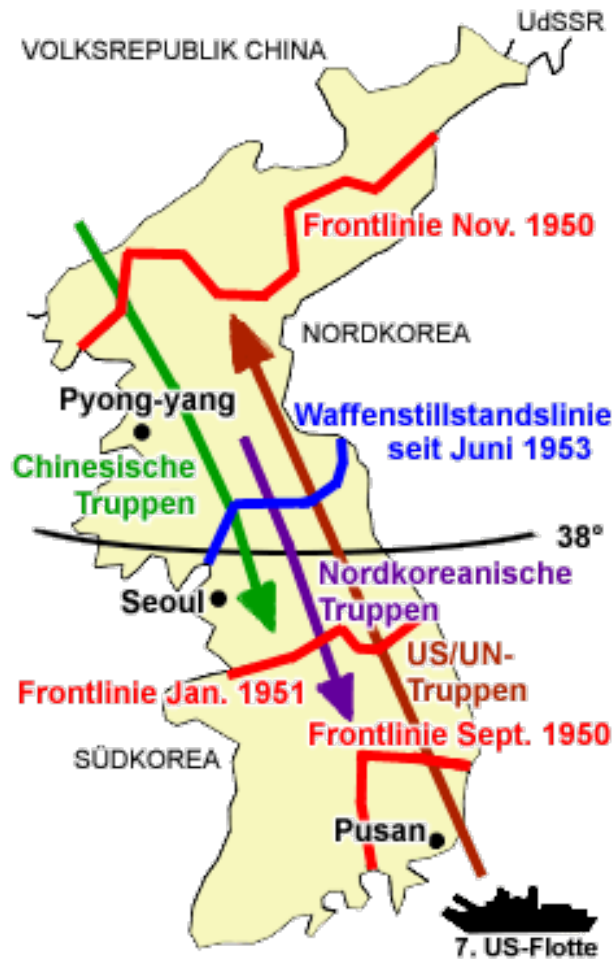 UdSSR
VOLKSREPUBLIK CHINA
Frontlinie Nov. 1950
NORDKOREA
Pyong-yang
Waffenstillstandslinie
seit Juni 1953
Chinesische
Truppen
38°
Nordkoreanische
Truppen
Seoul
US/UN-
Truppen
Frontlinie Jan. 1951
Frontlinie Sept. 1950
SÜDKOREA
Pusan
7. US-Flotte